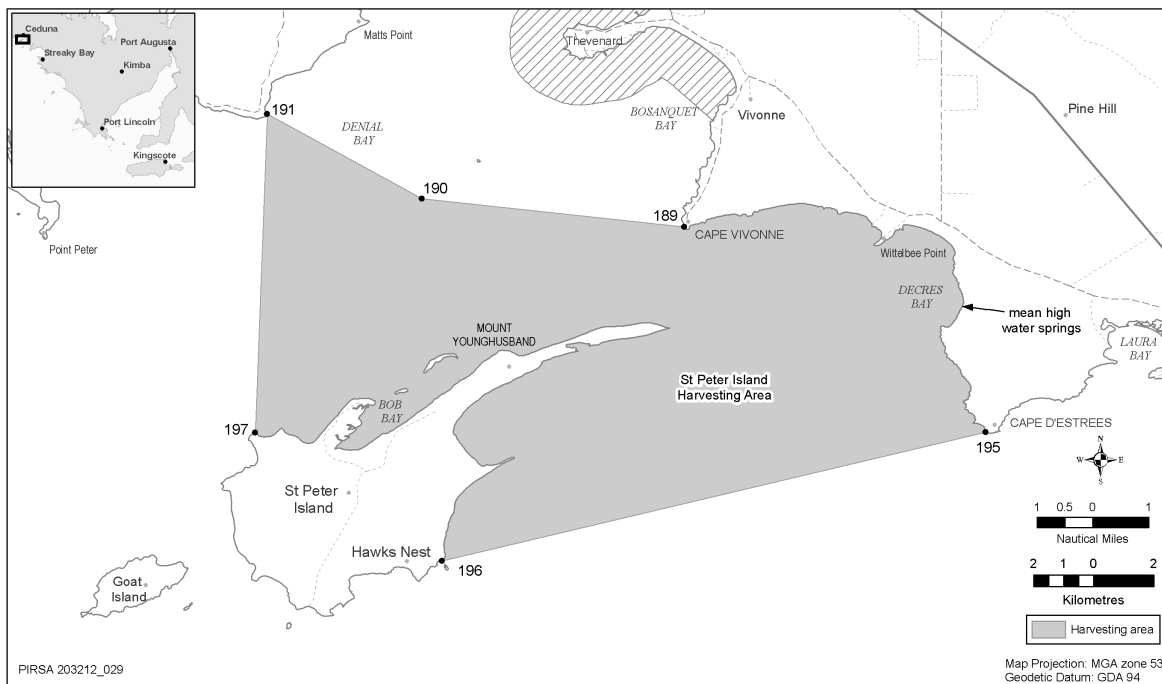 Ceduna
Streaky Bay
Port Augusta
Kimba
Port Lincoln
Kingscote
Matts Point
Thevenard
BOSANQUET
BAY
Vivonne
Pine Hill
191
DENIAL
BAY
190
189
CAPE VIVONNE
Point Peter
Wittelbee Point
DECRES
BAY
mean high
water springs
LAURA
BAY
MOUNT
YOUNGHUSBAND
St Peter Island
Harvesting Area
BOB
BAY
197
CAPE D'ESTREES
195
N
W
E
S
St Peter
Island
Hawks Nest
196
Goat
Island
1 0.5 0 1
Nautical Miles
2 1 0 2
Kilometres
Harvesting area
PIRSA 203212_029
Map Projection: MGA zone 53
Geodetic Datum: GDA 94